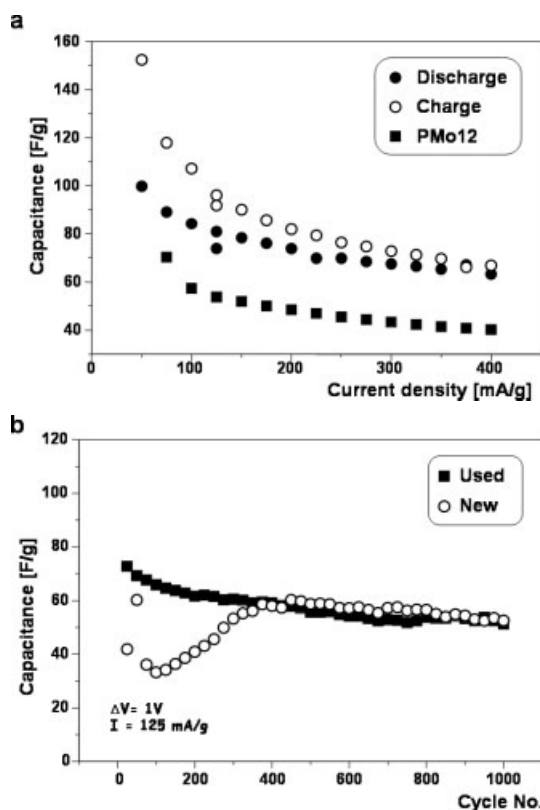 a
160
140
120
100
80
60
40
Capacitance [F/g]
Discharge
Charge
PMo12
0 100 200 300 400
Current density [mA/g]
b
120
100
80
60
40
20
0
Capacitance [F/g]
Used
New
ΔV= 1V
I = 125 mA/g
0 200 400 600 800 1000
Cycle No.